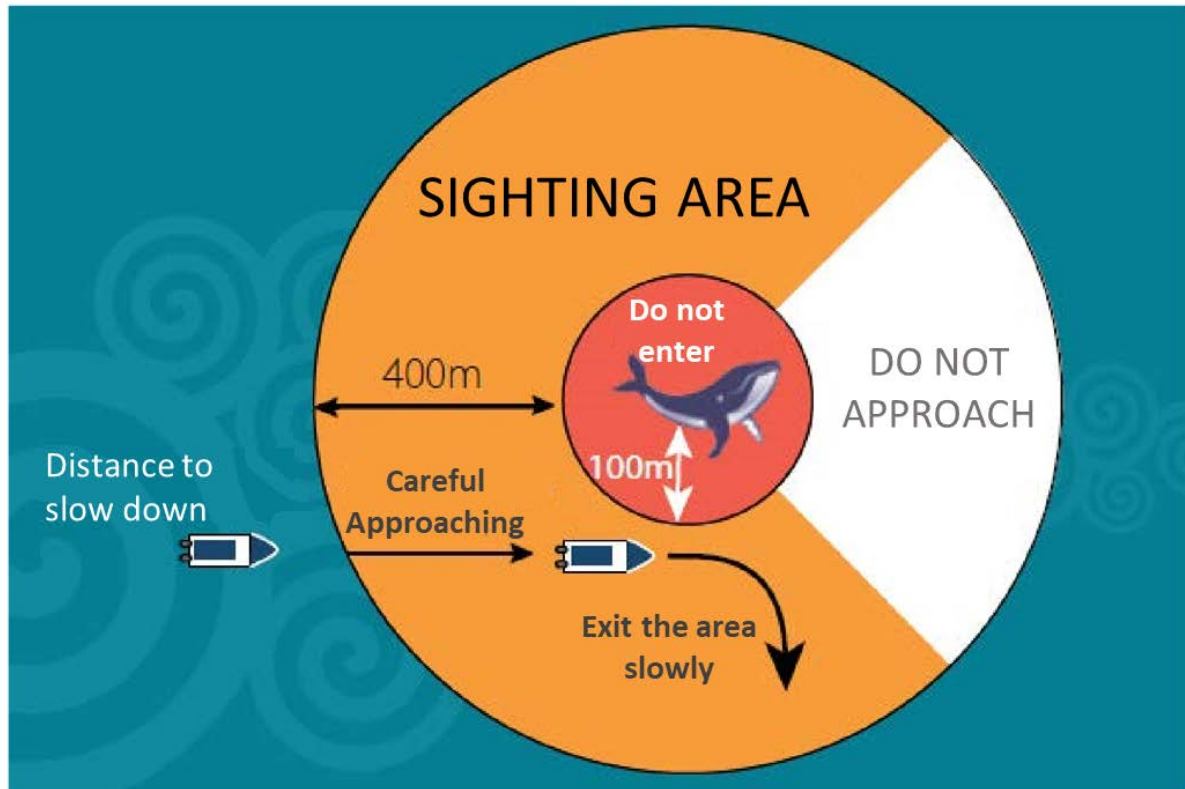 SIGHTING AREA
Do not
enter
400m
DO NOT
APPROACH
100m
Distance to
slow down
Careful
Approaching
Exit the area
slowly